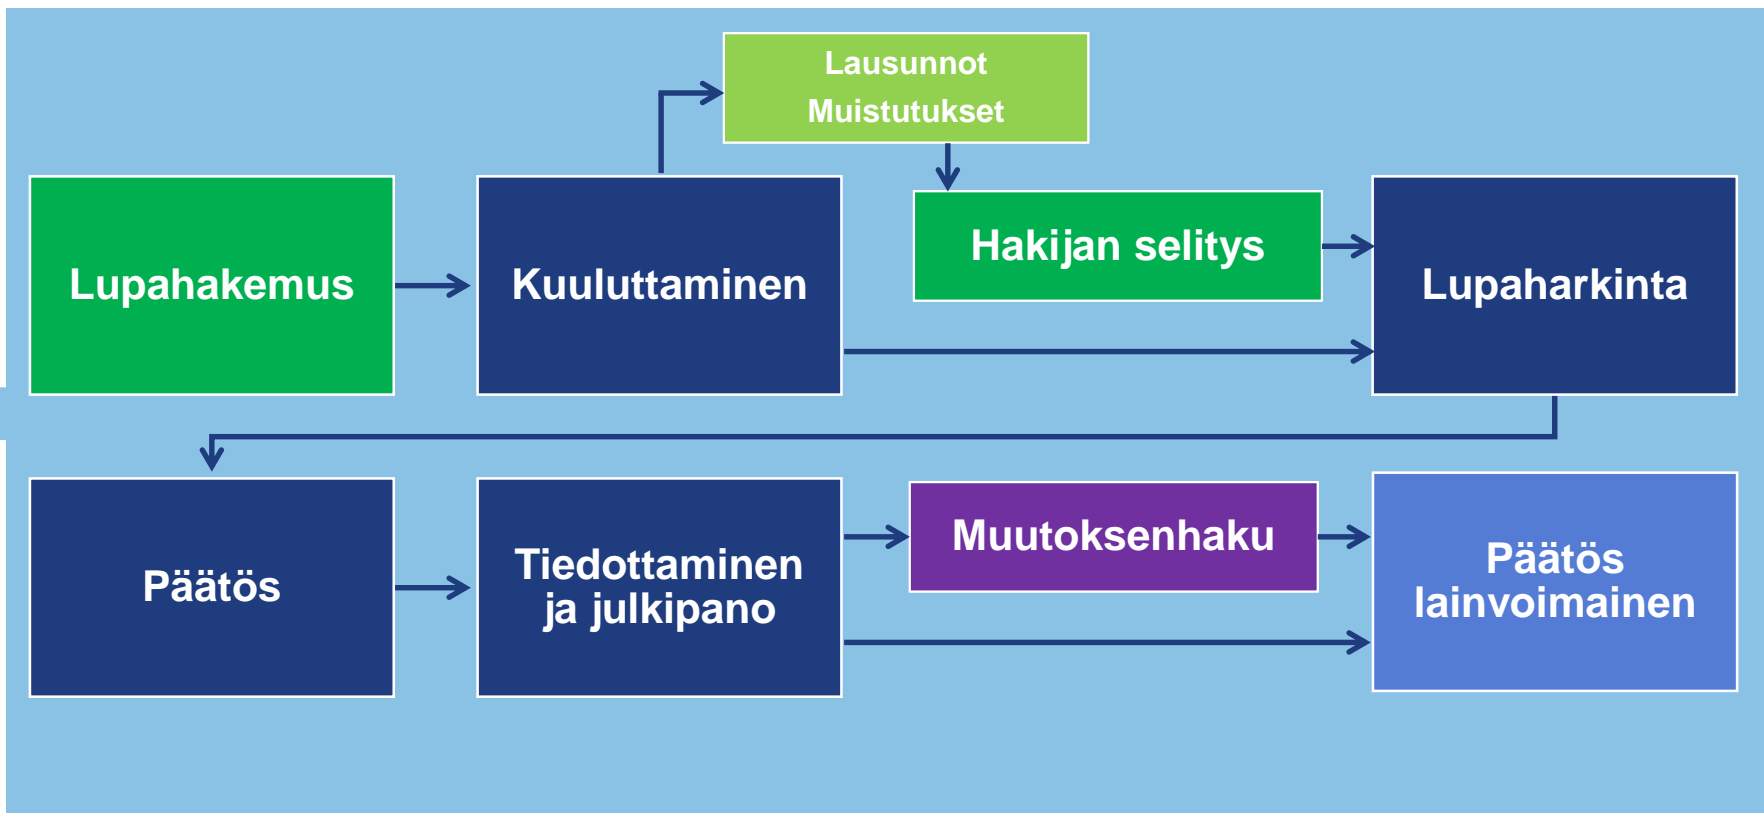 Lausunnot
Muistutukset
Lupahakemus
Kuuluttaminen
Hakijan selitys
Lupaharkinta
Päätös
Tiedottaminen
ja julkipano
Muutoksenhaku
Päätös
lainvoimainen